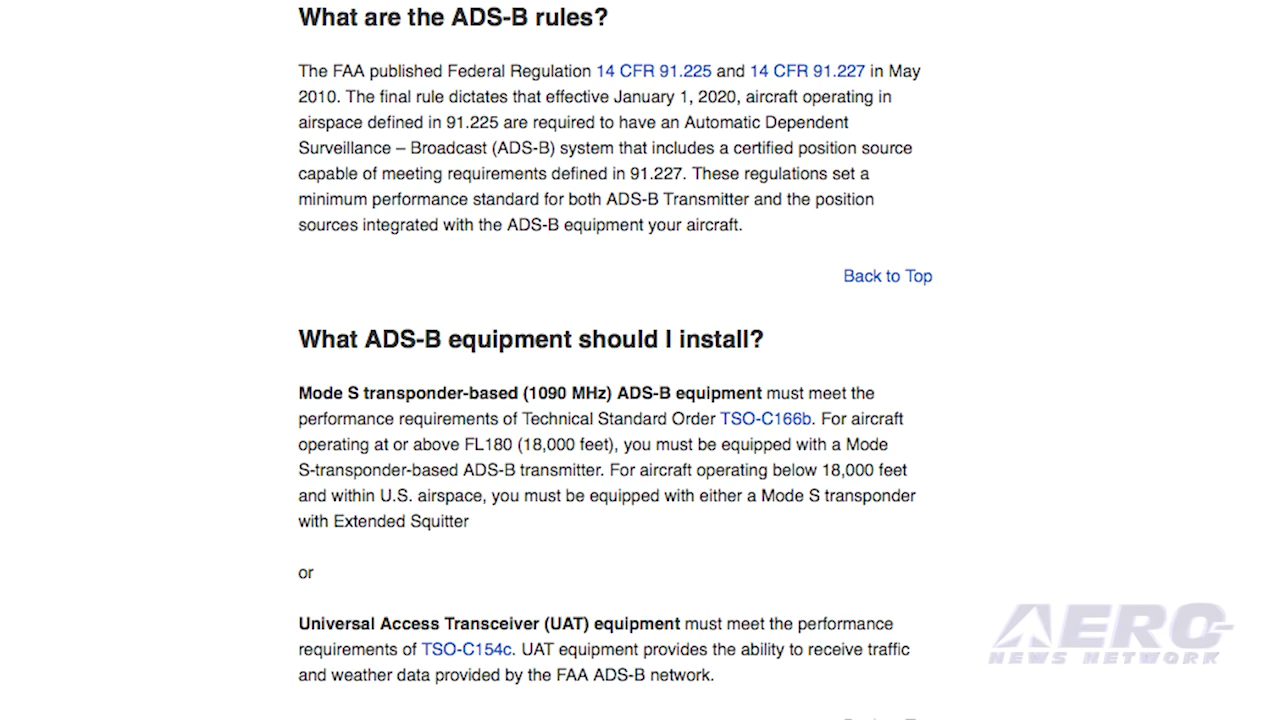 What are the ADS-B rules?
The FAA published Federal Regulation 14 CFR 91.225 and 14 CFR 91.227 in May
2010. The final rule dictates that effective January 1, 2020, aircraft operating in
airspace defined in 91.225 are required to have an Automatic Dependent
Surveillance – Broadcast (ADS-B) system that includes a certified position source
capable of meeting requirements defined in 91.227. These regulations set a
minimum performance standard for both ADS-B Transmitter and the position
sources integrated with the ADS-B equipment your aircraft.
Back to Top
What ADS-B equipment should I install?
Mode S transponder-based (1090 MHz) ADS-B equipment must meet the
performance requirements of Technical Standard Order TSO-C166b. For aircraft
operating at or above FL180 (18,000 feet), you must be equipped with a Mode
S-transponder-based ADS-B transmitter. For aircraft operating below 18,000 feet
and within U.S. airspace, you must be equipped with either a Mode S transponder
with Extended Squitter
or
Universal Access Transceiver (UAT) equipment must meet the performance
requirements of TSO-C154c. UAT equipment provides the ability to receive traffic
and weather data provided by the FAA ADS-B network.
AERO
NEWS NETWORK